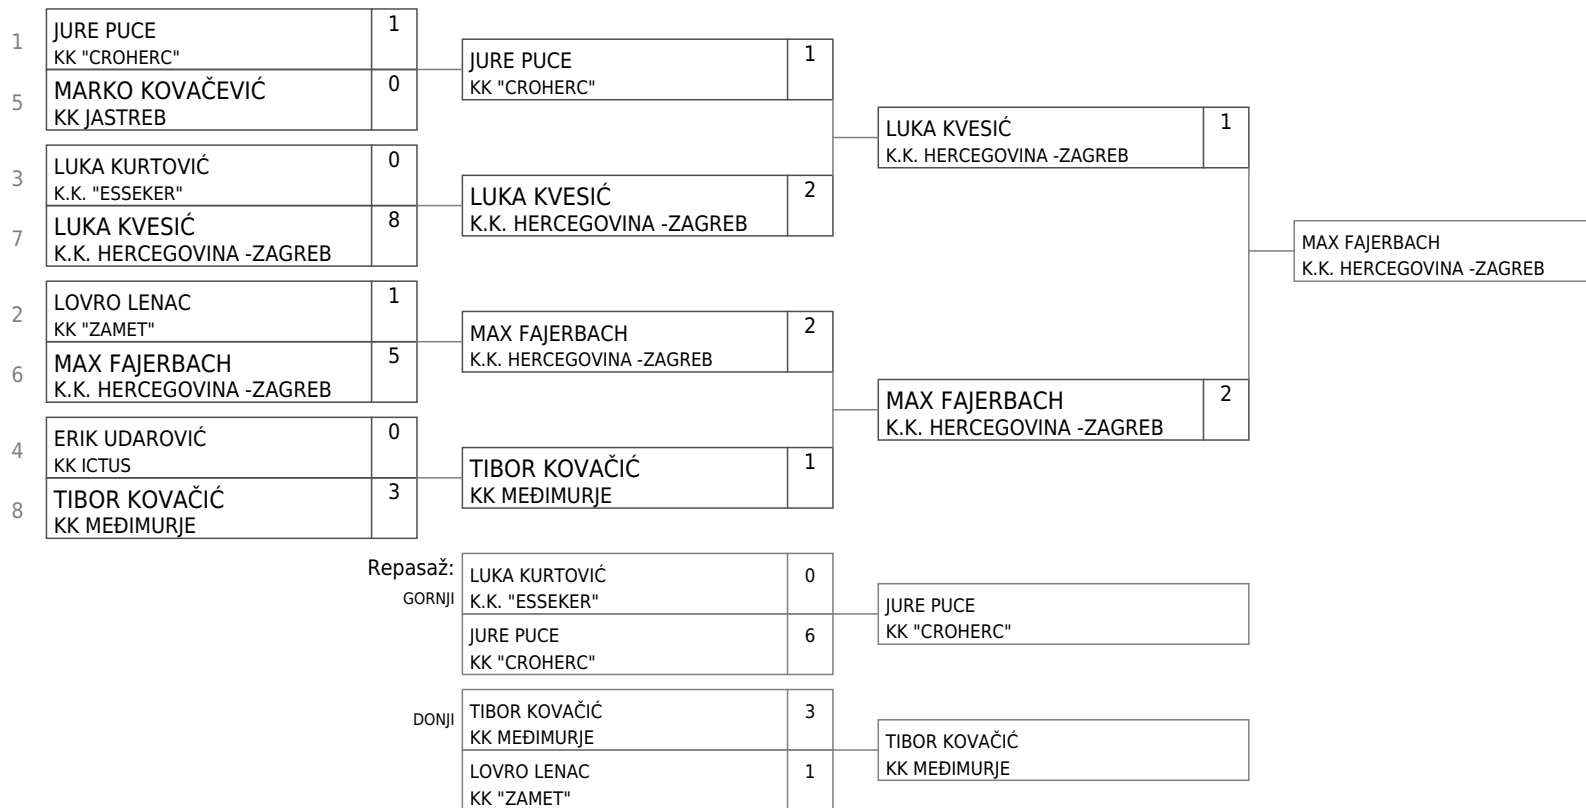 1
JURE PUCE
KK "CROHERC"
1
5
MARKO KOVAČEVIĆ
KK JASTREB
0
3
LUKA KURTOVIĆ
K.K. "ESSEKER"
0
7
LUKA KVESIĆ
K.K. HERCEGOVINA -ZAGREB
8
2
LOVRO LENAC
KK "ZAMET"
1
6
MAX FAJERBACH
K.K. HERCEGOVINA -ZAGREB
5
4
ERIK UDAROVIĆ
KK ICTUS
0
8
TIBOR KOVAČIĆ
KK MEĐIMURJE
3
JURE PUCE
KK "CROHERC"
1
LUKA KVESIĆ
K.K. HERCEGOVINA -ZAGREB
2
MAX FAJERBACH
K.K. HERCEGOVINA -ZAGREB
2
TIBOR KOVAČIĆ
KK MEĐIMURJE
1
LUKA KVESIĆ
K.K. HERCEGOVINA -ZAGREB
1
MAX FAJERBACH
K.K. HERCEGOVINA -ZAGREB
2
MAX FAJERBACH
K.K. HERCEGOVINA -ZAGREB
Repasaž:
GORNJI
LUKA KURTOVIĆ
K.K. "ESSEKER"
0
JURE PUCE
KK "CROHERC"
6
JURE PUCE
KK "CROHERC"
DONJI
TIBOR KOVAČIĆ
KK MEĐIMURJE
3
LOVRO LENAC
KK "ZAMET"
1
TIBOR KOVAČIĆ
KK MEĐIMURJE